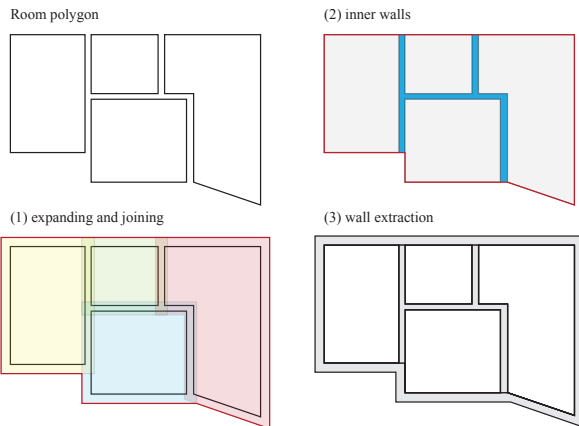 Room polygon
(2) inner walls
(1) expanding and joining
(3) wall extraction